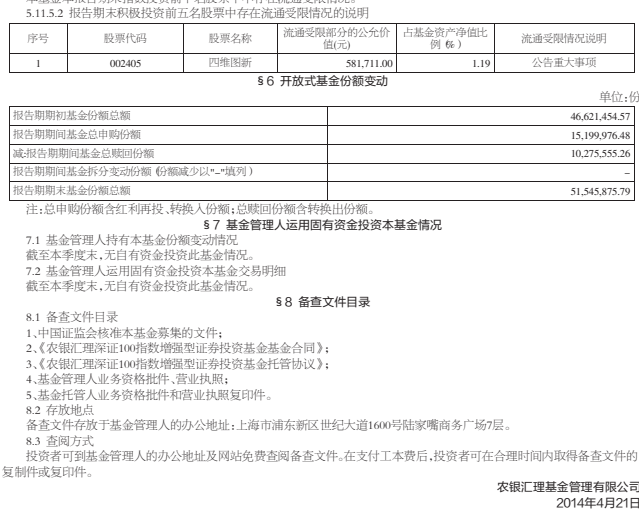 5.11.5.2 报告期末积极投资前五名股票中存在流通受限情况的说明
序号 股票代码 股票名称 流通受限部分的公允价值(元) 占基金资产净值比例(%) 流通受限情况说明
1 002405 四维图新 581,711.00 1.19 公告重大事项
§6 开放式基金份额变动
单位:份
报告期期初基金份额总额 46,621,454.57
报告期期间基金总申购份额 15,199,976.48
减:报告期期间基金总赎回份额 10,275,555.26
报告期期间基金拆分变动份额(份额减少以"-"填列) -
报告期期末基金份额总额 51,545,875.79
注:总申购份额含红利再投、转换入份额;总赎回份额含转换出份额。
§7 基金管理人运用固有资金投资本基金情况
7.1 基金管理人持有本基金份额变动情况
截至本季度末,无自有资金投资此基金情况。
7.2 基金管理人运用固有资金投资本基金交易明细
截至本季度末,无自有资金投资此基金情况。
§8 备查文件目录
8.1 备查文件目录
1、中国证监会核准本基金募集的文件;
2、《农银汇理深证100指数增强型证券投资基金基金合同》;
3、《农银汇理深证100指数增强型证券投资基金托管协议》;
4、基金管理人业务资格批件、营业执照;
5、基金托管人业务资格批件和营业执照复印件。
8.2 存放地点
备查文件存放于基金管理人的办公地址:上海市浦东新区世纪大道1600号陆家嘴商务广场7层。
8.3 查阅方式
投资者可到基金管理人的办公地址及网站免费查阅备查文件。在支付工本费后,投资者可在合理时间内取得备查文件的
复制件或复印件。
农银汇理基金管理有限公司
2014年4月21日